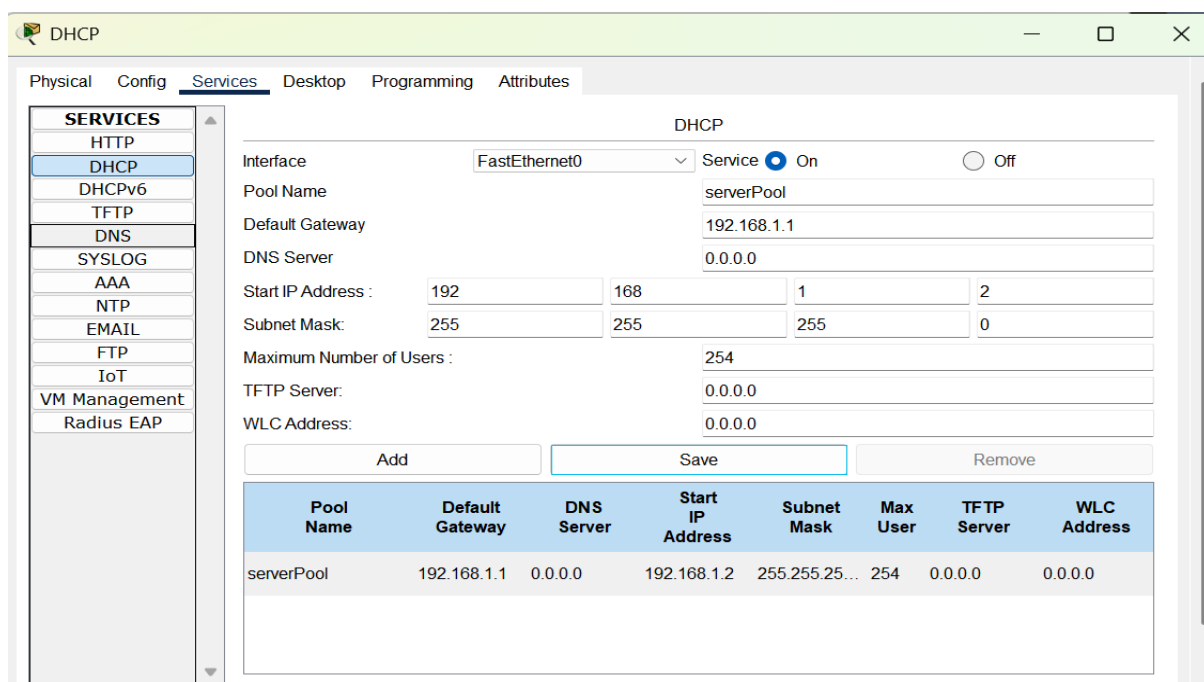 DHCP
Physical Config Services Desktop Programming Attributes
SERVICES
HTTP
DHCP
DHCPv6
TFTP
DNS
SYSLOG
AAA
NTP
EMAIL
FTP
IoT
VM Management
Radius EAP
DHCP
Interface FastEthernet0 Service On Off
Pool Name serverPool
Default Gateway 192.168.1.1
DNS Server 0.0.0.0
Start IP Address : 192 168 1 2
Subnet Mask: 255 255 255 0
Maximum Number of Users : 254
TFTP Server: 0.0.0.0
WLC Address: 0.0.0.0
Add Save Remove
Pool Name Default Gateway DNS Server Start IP Address Subnet Mask Max User TFTP Server WLC Address
serverPool 192.168.1.1 0.0.0.0 192.168.1.2 255.255.25... 254 0.0.0.0 0.0.0.0